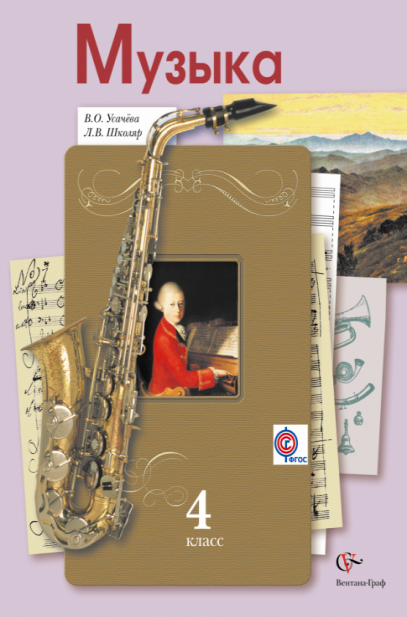 Музыка
В.О. Усачёва
Л.В. Школяр
ФГОС
4
класс
Вентана-Граф